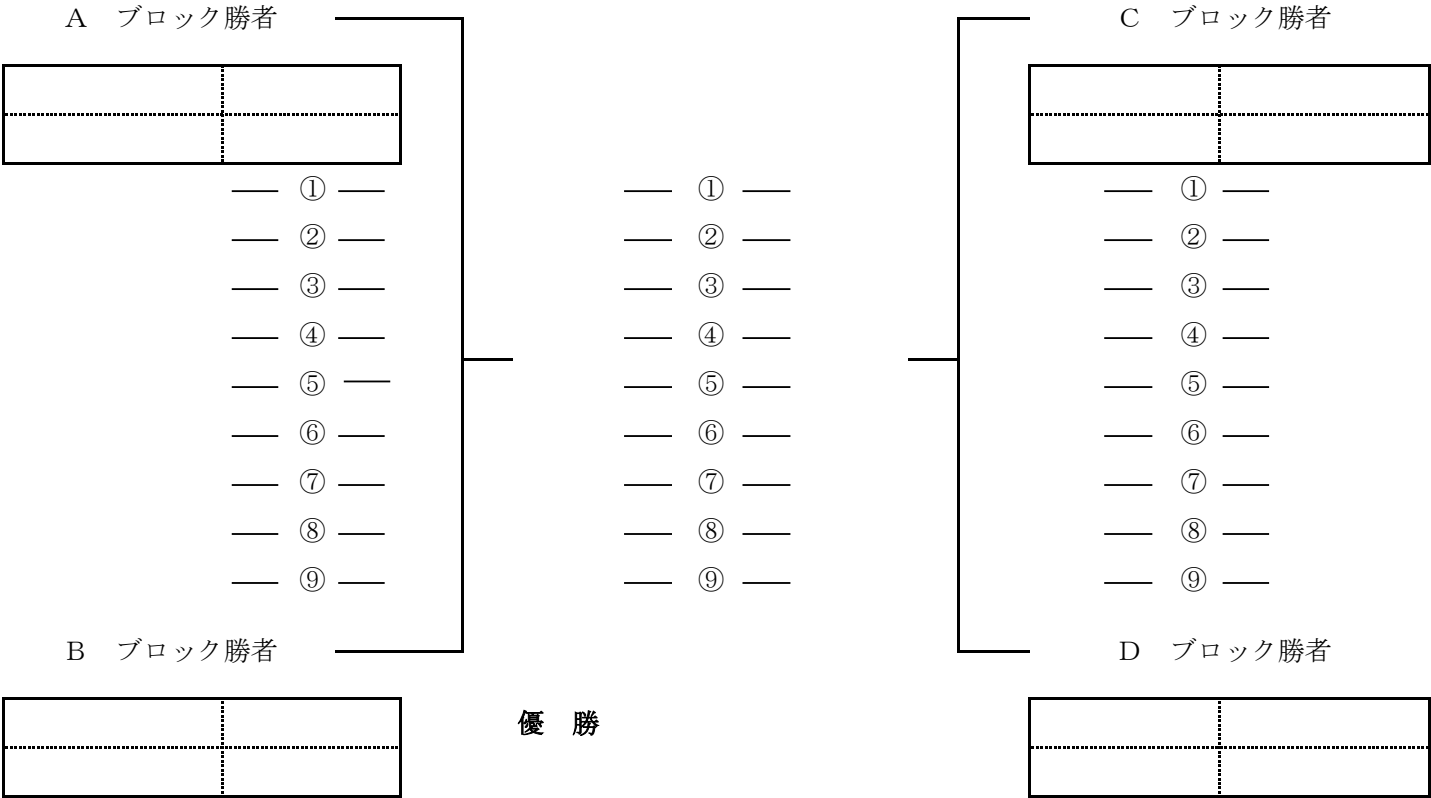 A　ブロック勝者
C　ブロック勝者
① ① ①
② ② ②
③ ③ ③
④ ④ ④
⑤ ⑤ ⑤
⑥ ⑥ ⑥
⑦ ⑦ ⑦
⑧ ⑧ ⑧
⑨ ⑨ ⑨
B　ブロック勝者
D　ブロック勝者
優　勝